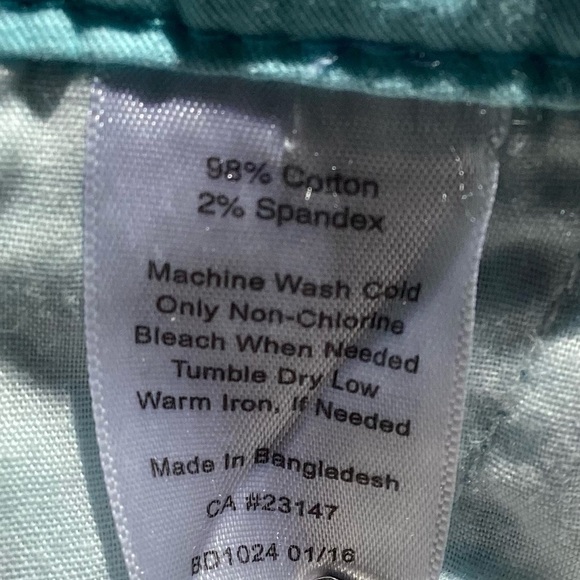 98% Cotton
2% Spandex
Machine Wash Cold
Only Non-Chlorine
Bleach When Needed
Tumble Dry Low
Warm Iron, If Needed
Made In Bangladesh
CA #23147
BD1024 01/16